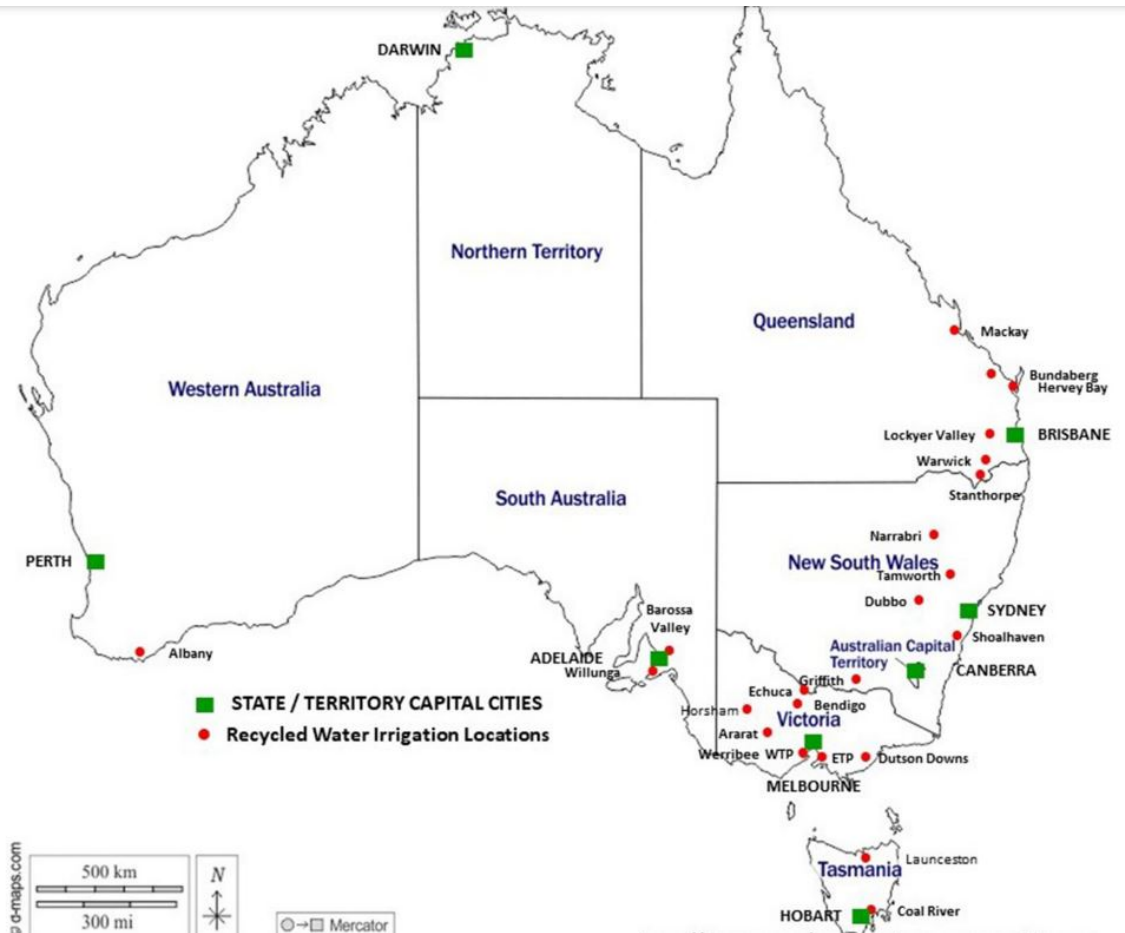 DARWIN
Northern Territory
Queensland
Mackay
Western Australia
Bundaberg
Hervey Bay
Lockyer Valley
BRISBANE
Warwick
South Australia
Stanthorpe
Narrabri
PERTH
New South Wales
Tamworth
Dubbo
Barossa
Valley
SYDNEY
Shoalhaven
Albany
ADELAIDE
Willunga
Australian Capital
Territory
CANBERRA
Griffith
Echuca
Bendigo
STATE / TERRITORY CAPITAL CITIES
Horsham
Victoria
Recycled Water Irrigation Locations
Ararat
Werribee WTP
ETP
Dutson Downs
MELBOURNE
d-maps.com
500 km
300 mi
N
Mercator
Launceston
Tasmania
HOBART
Coal River